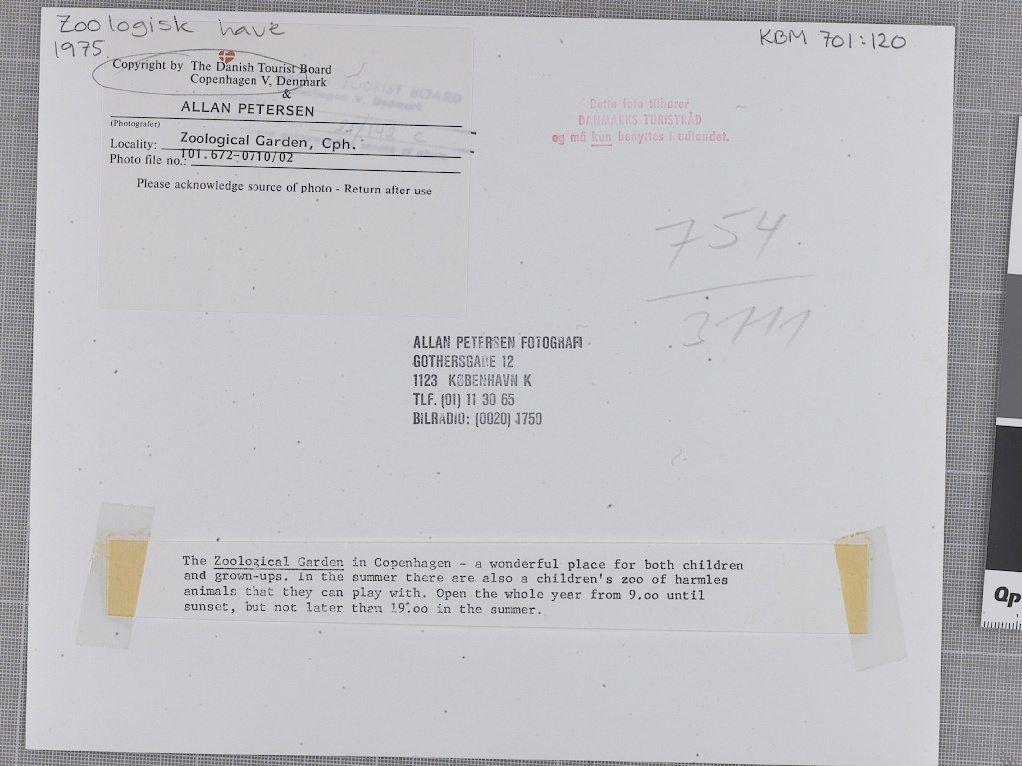 Zoologisk have
1975
KBM 701:120
Copyright by The Danish Tourist Board
Copenhagen V, Denmark
&
ALLAN PETERSEN
(Photografer)
Locality: Zoological Garden, Cph.
Photo file no.: 101.672-0710/02
Please acknowledge source of photo - Return after use
TOURIST BOARD
Dette foto tilhører
DANMARKS TURISTRÅD
og må kun benyttes i udlandet.
754
3711
ALLAN PETERSEN FOTOGRAFI
GOTHERSGADE 12
1123 KØBENHAVN K
TLF. (01) 11 30 65
BILRADIO: (0020) 1750
The Zoological Garden in Copenhagen - a wonderful place for both children
and grown-ups. In the summer there are also a children's zoo of harmles
animals that they can play with. Open the whole year from 9.oo until
sunset, but not later then 19.oo in the summer.
Qp